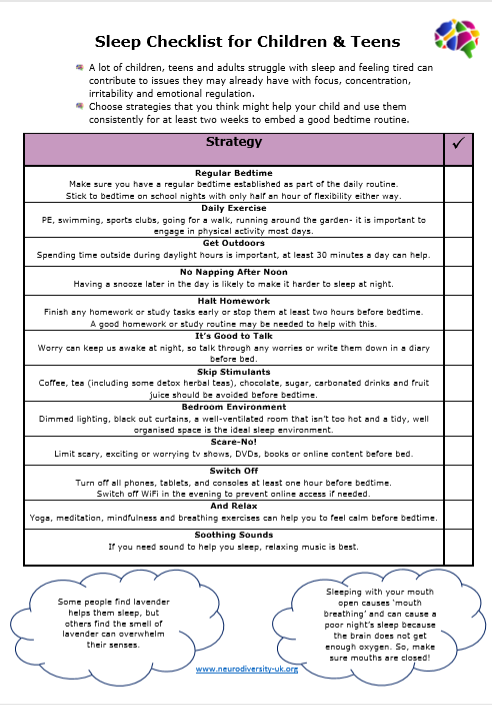 Sleep Checklist for Children & Teens
A lot of children, teens and adults struggle with sleep and feeling tired can
contribute to issues they may already have with focus, concentration,
irritability and emotional regulation.
Choose strategies that you think might help your child and use them
consistently for at least two weeks to embed a good bedtime routine.
Strategy ✓
Regular Bedtime
Make sure you have a regular bedtime established as part of the daily routine.
Stick to bedtime on school nights with only half an hour of flexibility either way.
Daily Exercise
PE, swimming, sports clubs, going for a walk, running around the garden- it is important to
engage in physical activity most days.
Get Outdoors
Spending time outside during daylight hours is important, at least 30 minutes a day can help.
No Napping After Noon
Having a snooze later in the day is likely to make it harder to sleep at night.
Halt Homework
Finish any homework or study tasks early or stop them at least two hours before bedtime.
A good homework or study routine may be needed to help with this.
It's Good to Talk
Worry can keep us awake at night, so talk through any worries or write them down in a diary
before bed.
Skip Stimulants
Coffee, tea (including some detox herbal teas), chocolate, sugar, carbonated drinks and fruit
juice should be avoided before bedtime.
Bedroom Environment
Dimmed lighting, black out curtains, a well-ventilated room that isn't too hot and a tidy, well
organised space is the ideal sleep environment.
Scare-No!
Limit scary, exciting or worrying tv shows, DVDs, books or online content before bed.
Switch Off
Turn off all phones, tablets, and consoles at least one hour before bedtime.
Switch off WiFi in the evening to prevent online access if needed.
And Relax
Yoga, meditation, mindfulness and breathing exercises can help you to feel calm before bedtime.
Soothing Sounds
If you need sound to help you sleep, relaxing music is best.
Some people find lavender
helps them sleep, but
others find the smell of
lavender can overwhelm
their senses.
Sleeping with your mouth
open causes 'mouth
breathing' and can cause a
poor night's sleep because
the brain does not get
enough oxygen. So, make
sure mouths are closed!
www.neurodiversity-uk.org